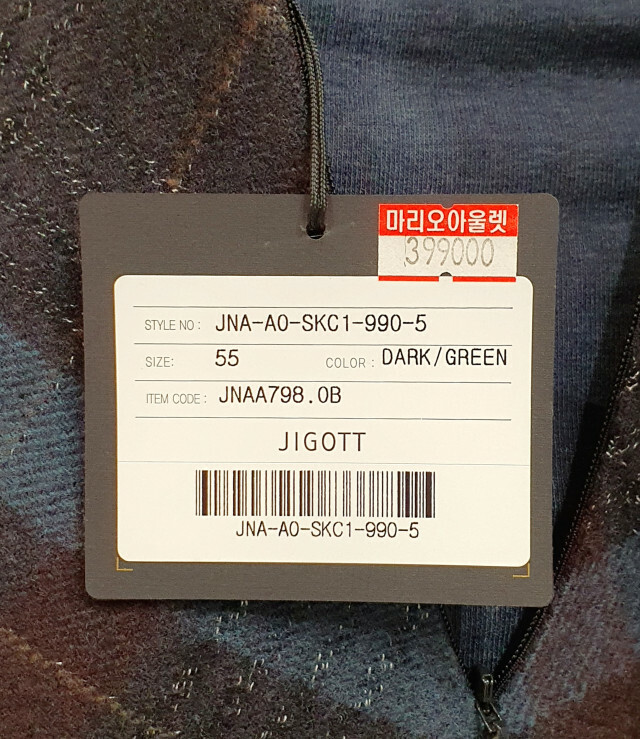 마리오아울렛
399000
STYLE NO : JNA-A0-SKC1-990-5
SIZE: 55 COLOR : DARK/GREEN
ITEM CODE : JNAA798.0B
JIGOTT
JNA-A0-SKC1-990-5